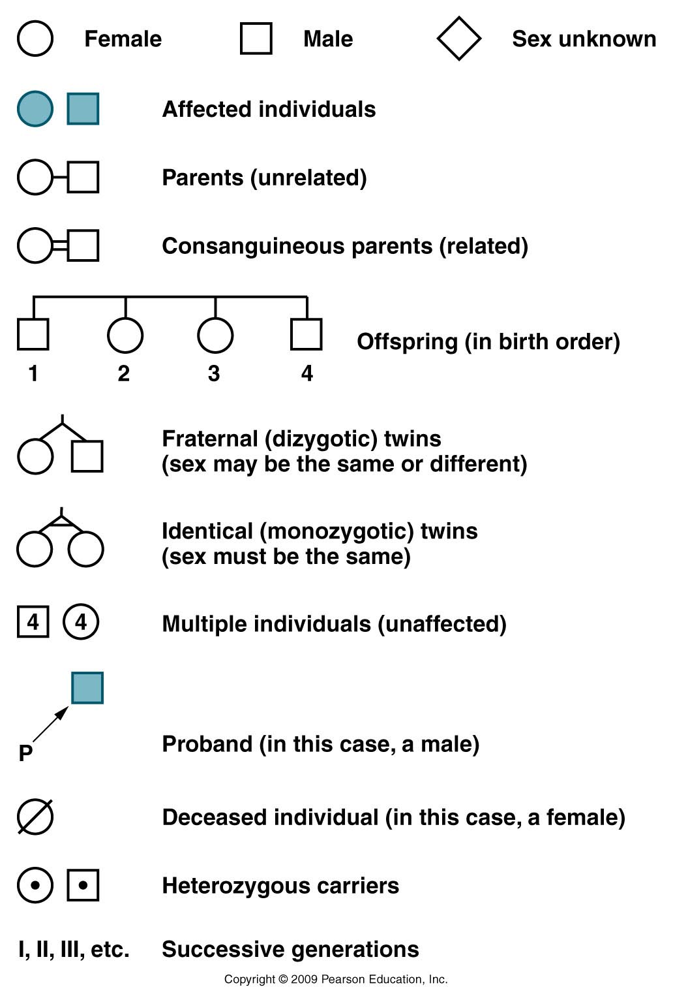 Female Male Sex unknown
Affected individuals
Parents (unrelated)
Consanguineous parents (related)
Offspring (in birth order)
1 2 3 4
Fraternal (dizygotic) twins
(sex may be the same or different)
Identical (monozygotic) twins
(sex must be the same)
4 4 Multiple individuals (unaffected)
P Proband (in this case, a male)
Deceased individual (in this case, a female)
Heterozygous carriers
I, II, III, etc. Successive generations
Copyright © 2009 Pearson Education, Inc.